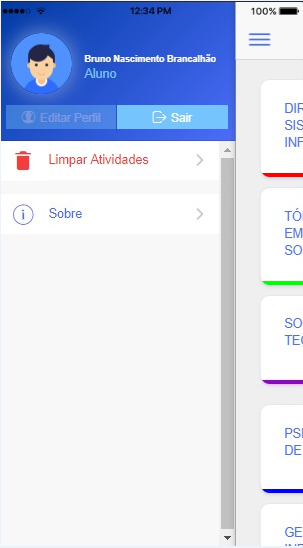 12:34 PM
100%
Bruno Nascimento Brancalhão
Aluno
Editar Perfil
Sair
Limpar Atividades
Sobre
DIR
SIS
INF
TÓ
EM
SO
SO
TEC
PSI
DE
GE